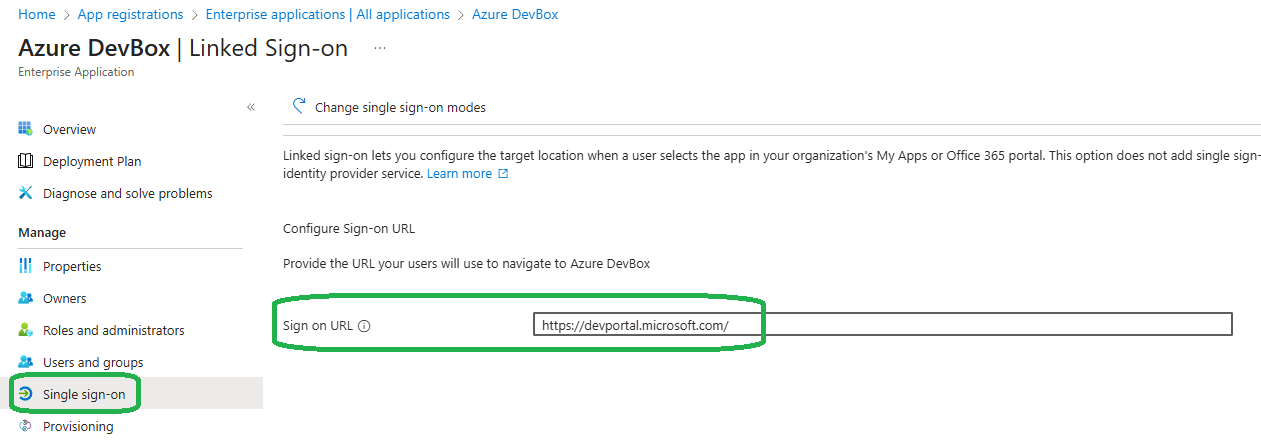 Home > App registrations > Enterprise applications | All applications > Azure DevBox
Azure DevBox | Linked Sign-on ...
Enterprise Application
«
Overview
Deployment Plan
Diagnose and solve problems
Manage
Properties
Owners
Roles and administrators
Users and groups
Single sign-on
Provisioning
Change single sign-on modes
Linked sign-on lets you configure the target location when a user selects the app in your organization's My Apps or Office 365 portal. This option does not add single sign-
identity provider service. Learn more
Configure Sign-on URL
Provide the URL your users will use to navigate to Azure DevBox
Sign on URL https://devportal.microsoft.com/